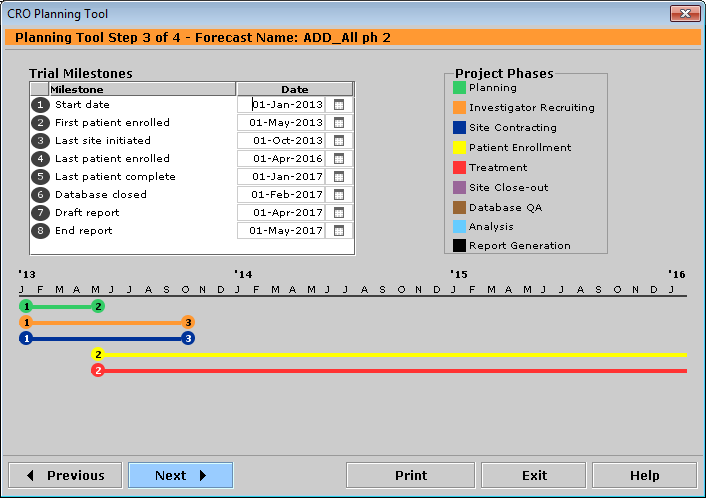 CRO Planning Tool
Planning Tool Step 3 of 4 - Forecast Name: ADD_All ph 2
Trial Milestones
Milestone Date
1 Start date 01-Jan-2013
2 First patient enrolled 01-May-2013
3 Last site initiated 01-Oct-2013
4 Last patient enrolled 01-Apr-2016
5 Last patient complete 01-Jan-2017
6 Database closed 01-Feb-2017
7 Draft report 01-Apr-2017
8 End report 01-May-2017
Project Phases
Planning
Investigator Recruiting
Site Contracting
Patient Enrollment
Treatment
Site Close-out
Database QA
Analysis
Report Generation
'13 '14 '15 '16
J F M A M J J A S O N D J F M A M J J A S O N D J F M A M J J A S O N D J
1 2
1 3
1 3
2
2
Previous Next Print Exit Help